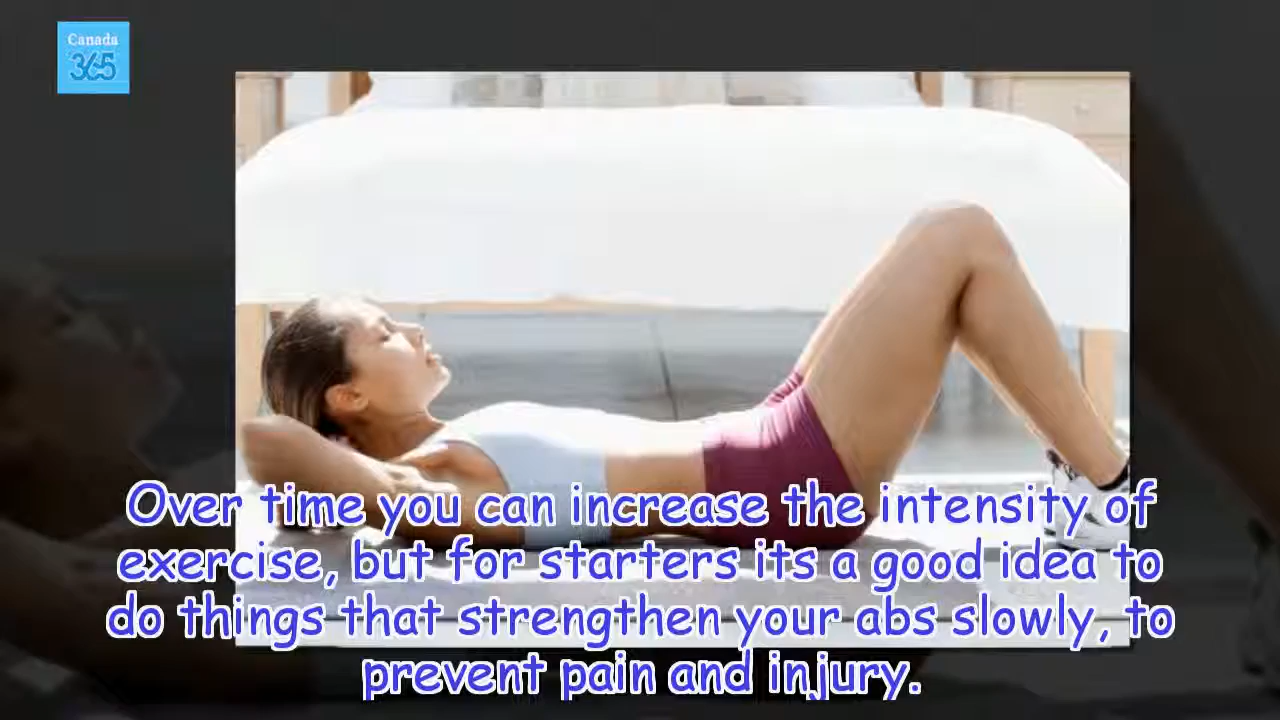 Canada
365
Over time you can increase the intensity of
exercise, but for starters its a good idea to
do things that strengthen your abs slowly, to
prevent pain and injury.